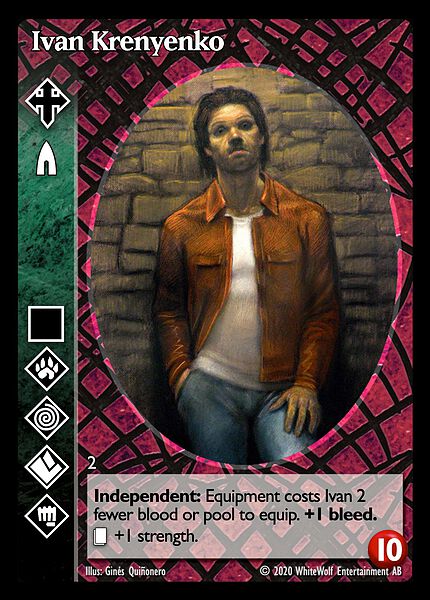 Ivan Krenyenko
2
Independent: Equipment costs Ivan 2
fewer blood or pool to equip. +1 bleed.
+1 strength.
10
Illus: Ginés Quiñonero © 2020 WhiteWolf Entertainment AB